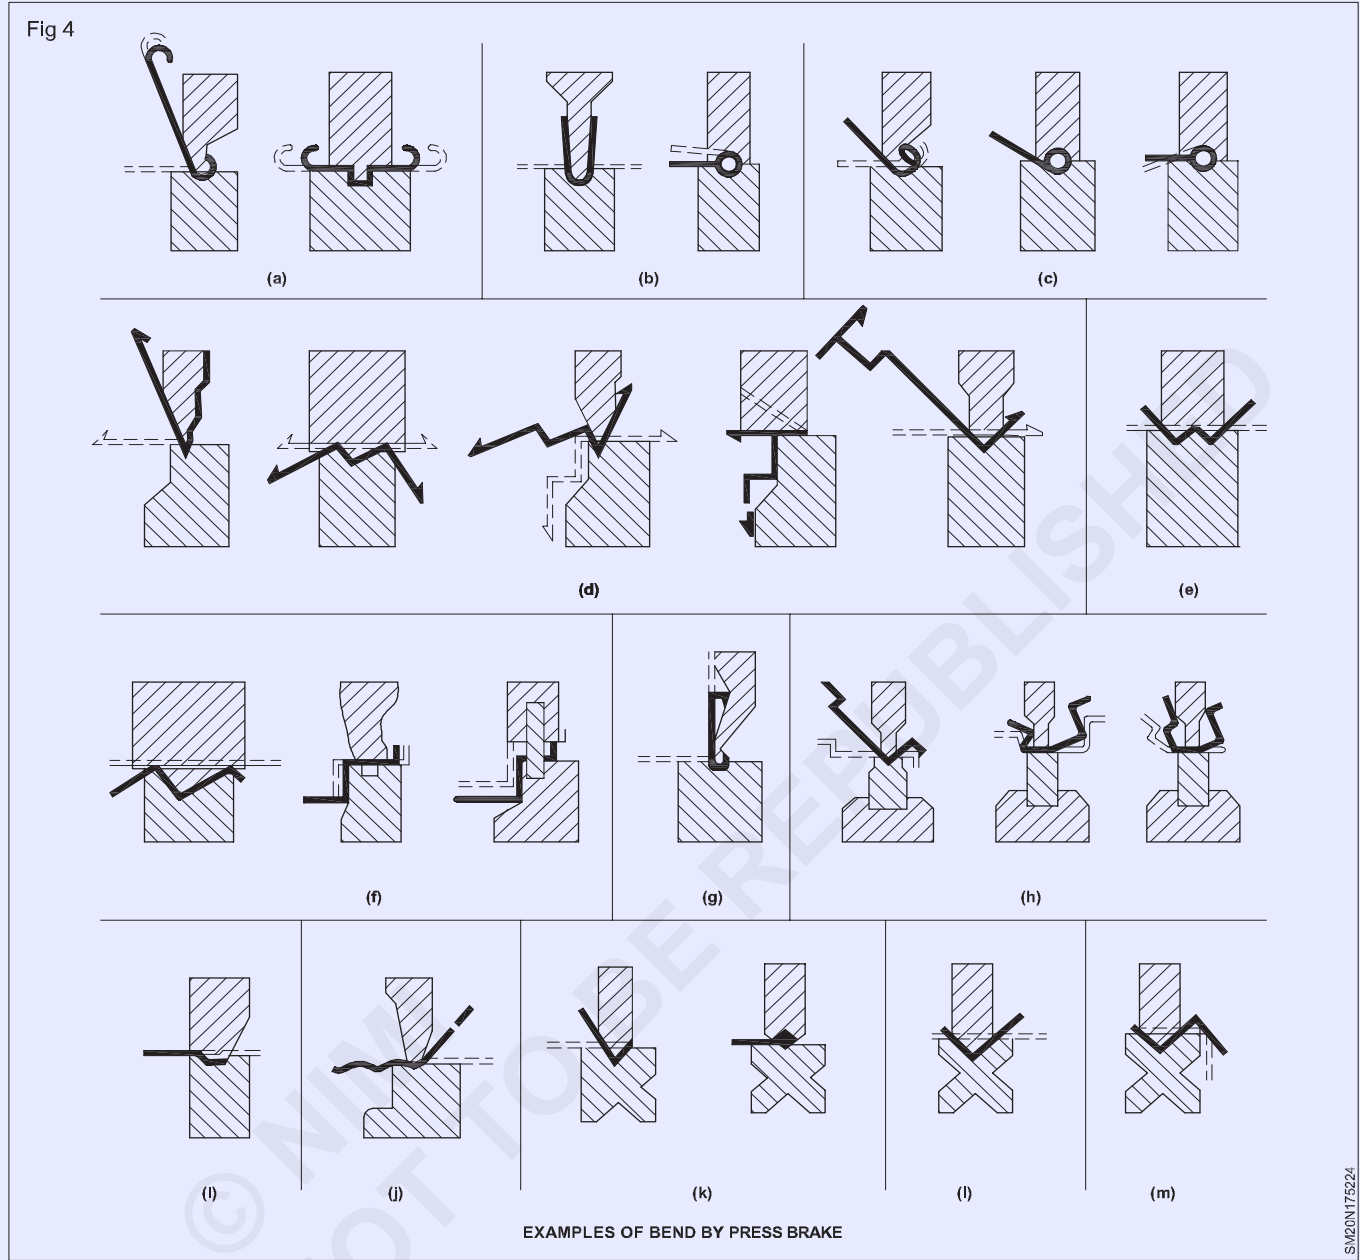 Fig 4
(a)
(b)
(c)
(d)
(e)
(f)
(g)
(h)
(l)
(j)
(k)
(l)
(m)
EXAMPLES OF BEND BY PRESS BRAKE
SM20N175224
© NIMI
NOT TO BE REPUBLISHED